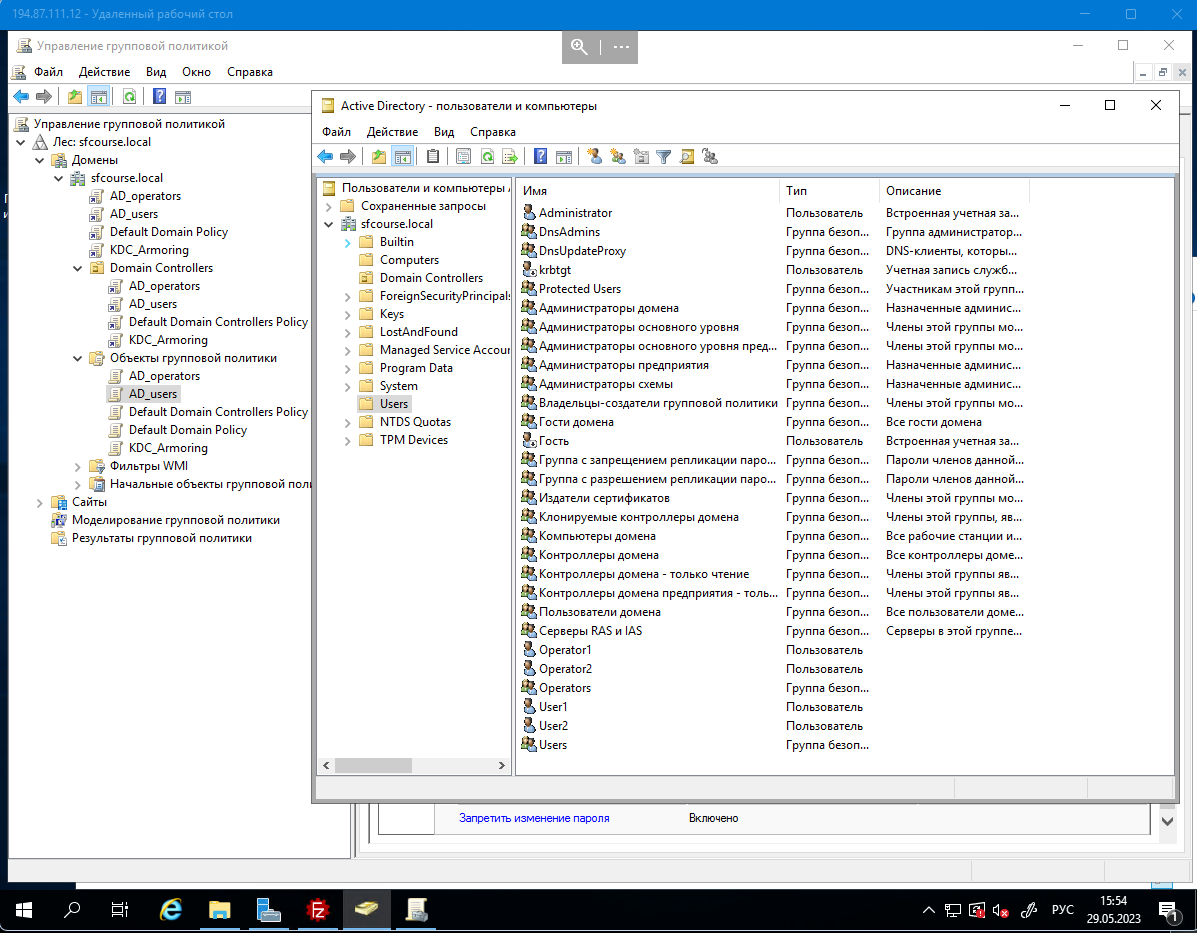 194.87.111.12 - Удаленный рабочий стол
Управление групповой политикой
Файл Действие Вид Окно Справка
Управление групповой политикой
Лес: sfcourse.local
Домены
sfcourse.local
AD_operators
AD_users
Default Domain Policy
KDC_Armoring
Domain Controllers
AD_operators
AD_users
Default Domain Controllers Policy
KDC_Armoring
Объекты групповой политики
AD_operators
AD_users
Default Domain Controllers Policy
Default Domain Policy
KDC_Armoring
Фильтры WMI
Начальные объекты групповой поли
Сайты
Моделирование групповой политики
Результаты групповой политики
Active Directory - пользователи и компьютеры
Файл Действие Вид Справка
Пользователи и компьютеры
Сохраненные запросы
sfcourse.local
Builtin
Computers
Domain Controllers
ForeignSecurityPrincipals
Keys
LostAndFound
Managed Service Accour
Program Data
System
Users
NTDS Quotas
TPM Devices
Имя Тип Описание
Administrator Пользователь Встроенная учетная за...
DnsAdmins Группа безоп... Группа администратор...
DnsUpdateProxy Группа безоп... DNS-клиенты, которы...
krbtgt Пользователь Учетная запись служб...
Protected Users Группа безоп... Участникам этой групп...
Администраторы домена Группа безоп... Назначенные админис...
Администраторы основного уровня Группа безоп... Члены этой группы мо...
Администраторы основного уровня пред... Группа безоп... Члены этой группы мо...
Администраторы предприятия Группа безоп... Назначенные админис...
Администраторы схемы Группа безоп... Назначенные админис...
Владельцы-создатели групповой политики Группа безоп... Члены этой группы мо...
Гости домена Группа безоп... Все гости домена
Гость Пользователь Встроенная учетная за...
Группа с запрещением репликации паро... Группа безоп... Пароли членов данной...
Группа с разрешением репликации паро... Группа безоп... Пароли членов данной...
Издатели сертификатов Группа безоп... Члены этой группы мо...
Клонируемые контроллеры домена Группа безоп... Члены этой группы, яв...
Компьютеры домена Группа безоп... Все рабочие станции и...
Контроллеры домена Группа безоп... Все контроллеры доме...
Контроллеры домена - только чтение Группа безоп... Члены этой группы яв...
Контроллеры домена предприятия - толь... Группа безоп... Члены этой группы яв...
Пользователи домена Группа безоп... Все пользователи доме...
Серверы RAS и IAS Группа безоп... Серверы в этой группе...
Operator1 Пользователь
Operator2 Пользователь
Operators Группа безоп...
User1 Пользователь
User2 Пользователь
Users Группа безоп...
Запретить изменение пароля Включено
РУС
15:54
29.05.2023
1